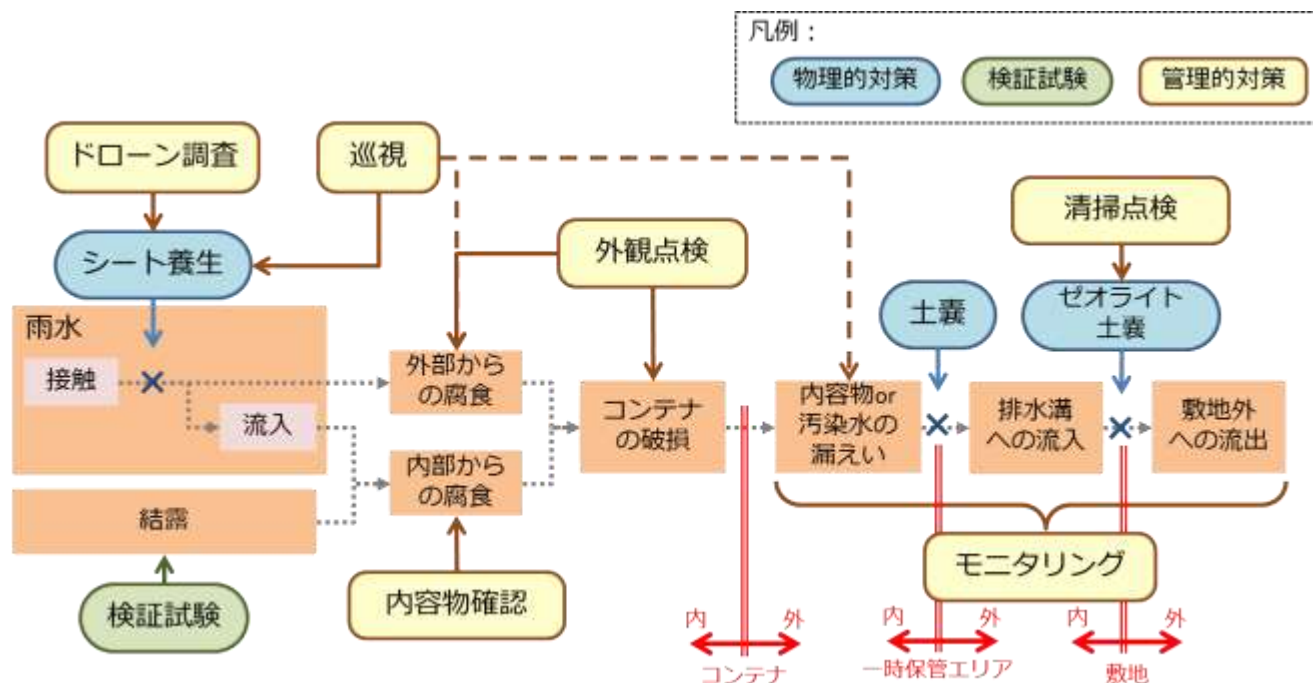 凡例：
物理的対策
検証試験
管理的対策
ドローン調査
巡視
清掃点検
外観点検
シート養生
土嚢
ゼオライト
土嚢
雨水
接触
流入
外部から
の腐食
コンテナ
の破損
内容物or
汚染水の
漏えい
排水溝
への流入
敷地外
への流出
内部から
の腐食
結露
モニタリング
検証試験
内容物確認
内
外
コンテナ
内
外
一時保管エリア
内
外
敷地